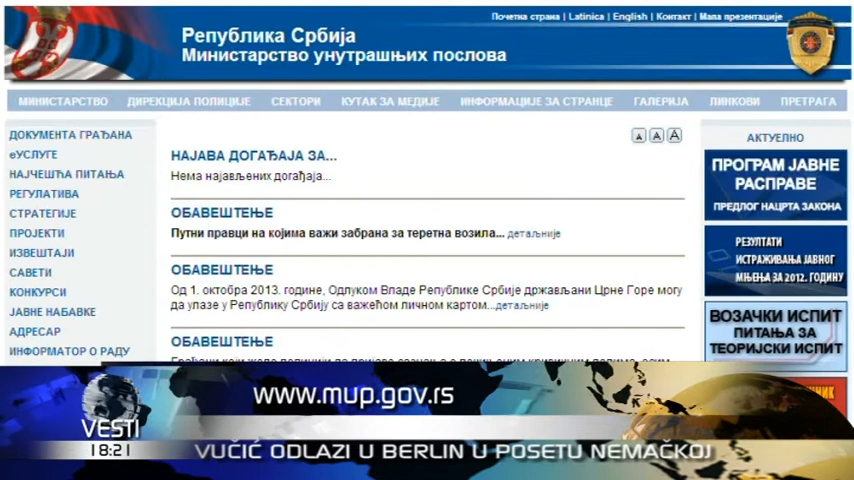 Почетна страна | Latinica | English | Контакт | Мапа презентације
Република Србија
Министарство унутрашњих послова
МИНИСТАРСТВО ДИРЕКЦИЈА ПОЛИЦИЈЕ СЕКТОРИ КУТАК ЗА МЕДИЈЕ ИНФОРМАЦИЈЕ ЗА СТРАНЦЕ ГАЛЕРИЈА ЛИНКОВИ ПРЕТРАГА
ДОКУМЕНТА ГРАЂАНА
еУСЛУГЕ
НАЈЧЕШЋА ПИТАЊА
РЕГУЛАТИВА
СТРАТЕГИЈЕ
ПРОЈЕКТИ
ИЗВЕШТАЈИ
САВЕТИ
КОНКУРСИ
ЈАВНЕ НАБАВКЕ
АДРЕСАР
ИНФОРМАТОР О РАДУ
A A A
НАЈАВА ДОГАЂАЈА ЗА...
Нема најављених догађаја...
ОБАВЕШТЕЊЕ
Путни правци на којима важи забрана за теретна возила... детаљније
ОБАВЕШТЕЊЕ
Од 1. октобра 2013. године, Одлуком Владе Републике Србије држављани Црне Горе могу
да улазе у Републику Србију са важећом личном картом...детаљније
ОБАВЕШТЕЊЕ
АКТУЕЛНО
ПРОГРАМ ЈАВНЕ
РАСПРАВЕ
ПРЕДЛОГ НАЦРТА ЗАКОНА
РЕЗУЛТАТИ
ИСТРАЖИВАЊА ЈАВНОГ
МЊЕЊА ЗА 2012. ГОДИНУ
ВОЗАЧКИ ИСПИТ
ПИТАЊА ЗА
ТЕОРИЈСКИ ИСПИТ
www.mup.gov.rs
VESTI
18:21
VUČIĆ ODLAZI U BERLIN U POSETU NEMAČKOJ